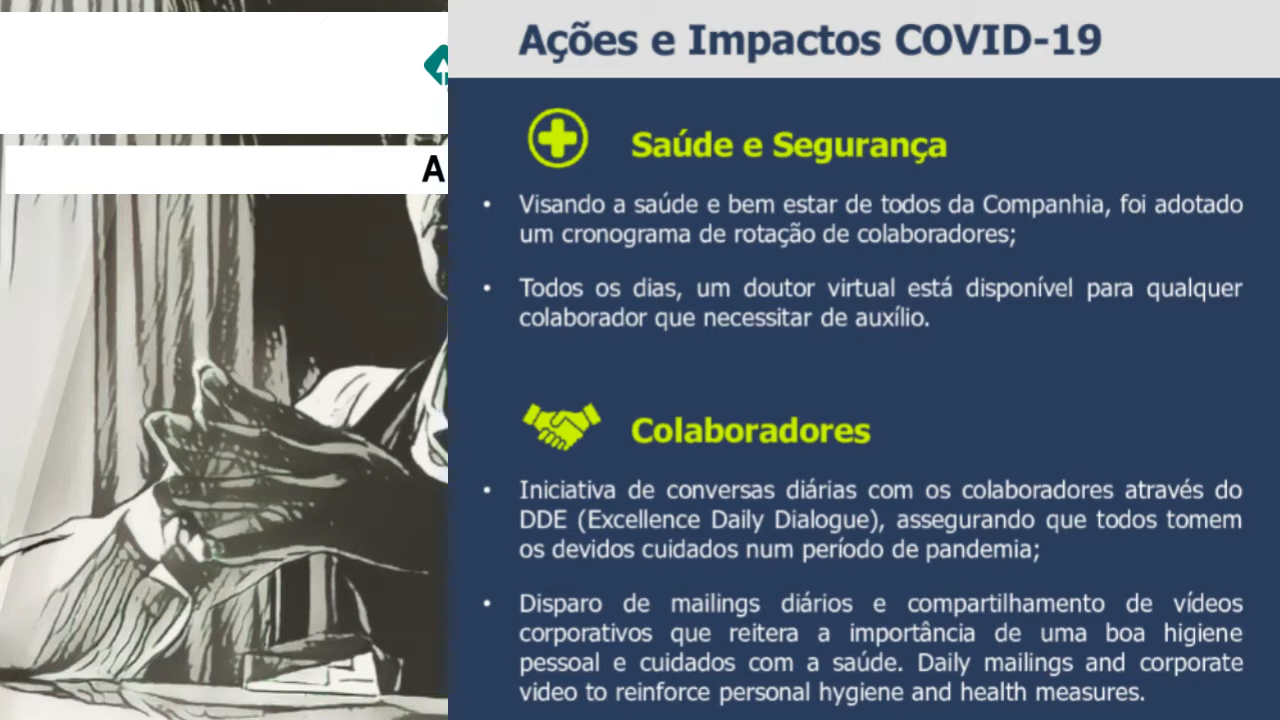 A
Ações e Impactos COVID-19
Saúde e Segurança
• Visando a saúde e bem estar de todos da Companhia, foi adotado
um cronograma de rotação de colaboradores;
• Todos os dias, um doutor virtual está disponível para qualquer
colaborador que necessitar de auxílio.
Colaboradores
• Iniciativa de conversas diárias com os colaboradores através do
DDE (Excellence Daily Dialogue), assegurando que todos tomem
os devidos cuidados num período de pandemia;
• Disparo de mailings diários e compartilhamento de vídeos
corporativos que reitera a importância de uma boa higiene
pessoal e cuidados com a saúde. Daily mailings and corporate
video to reinforce personal hygiene and health measures.